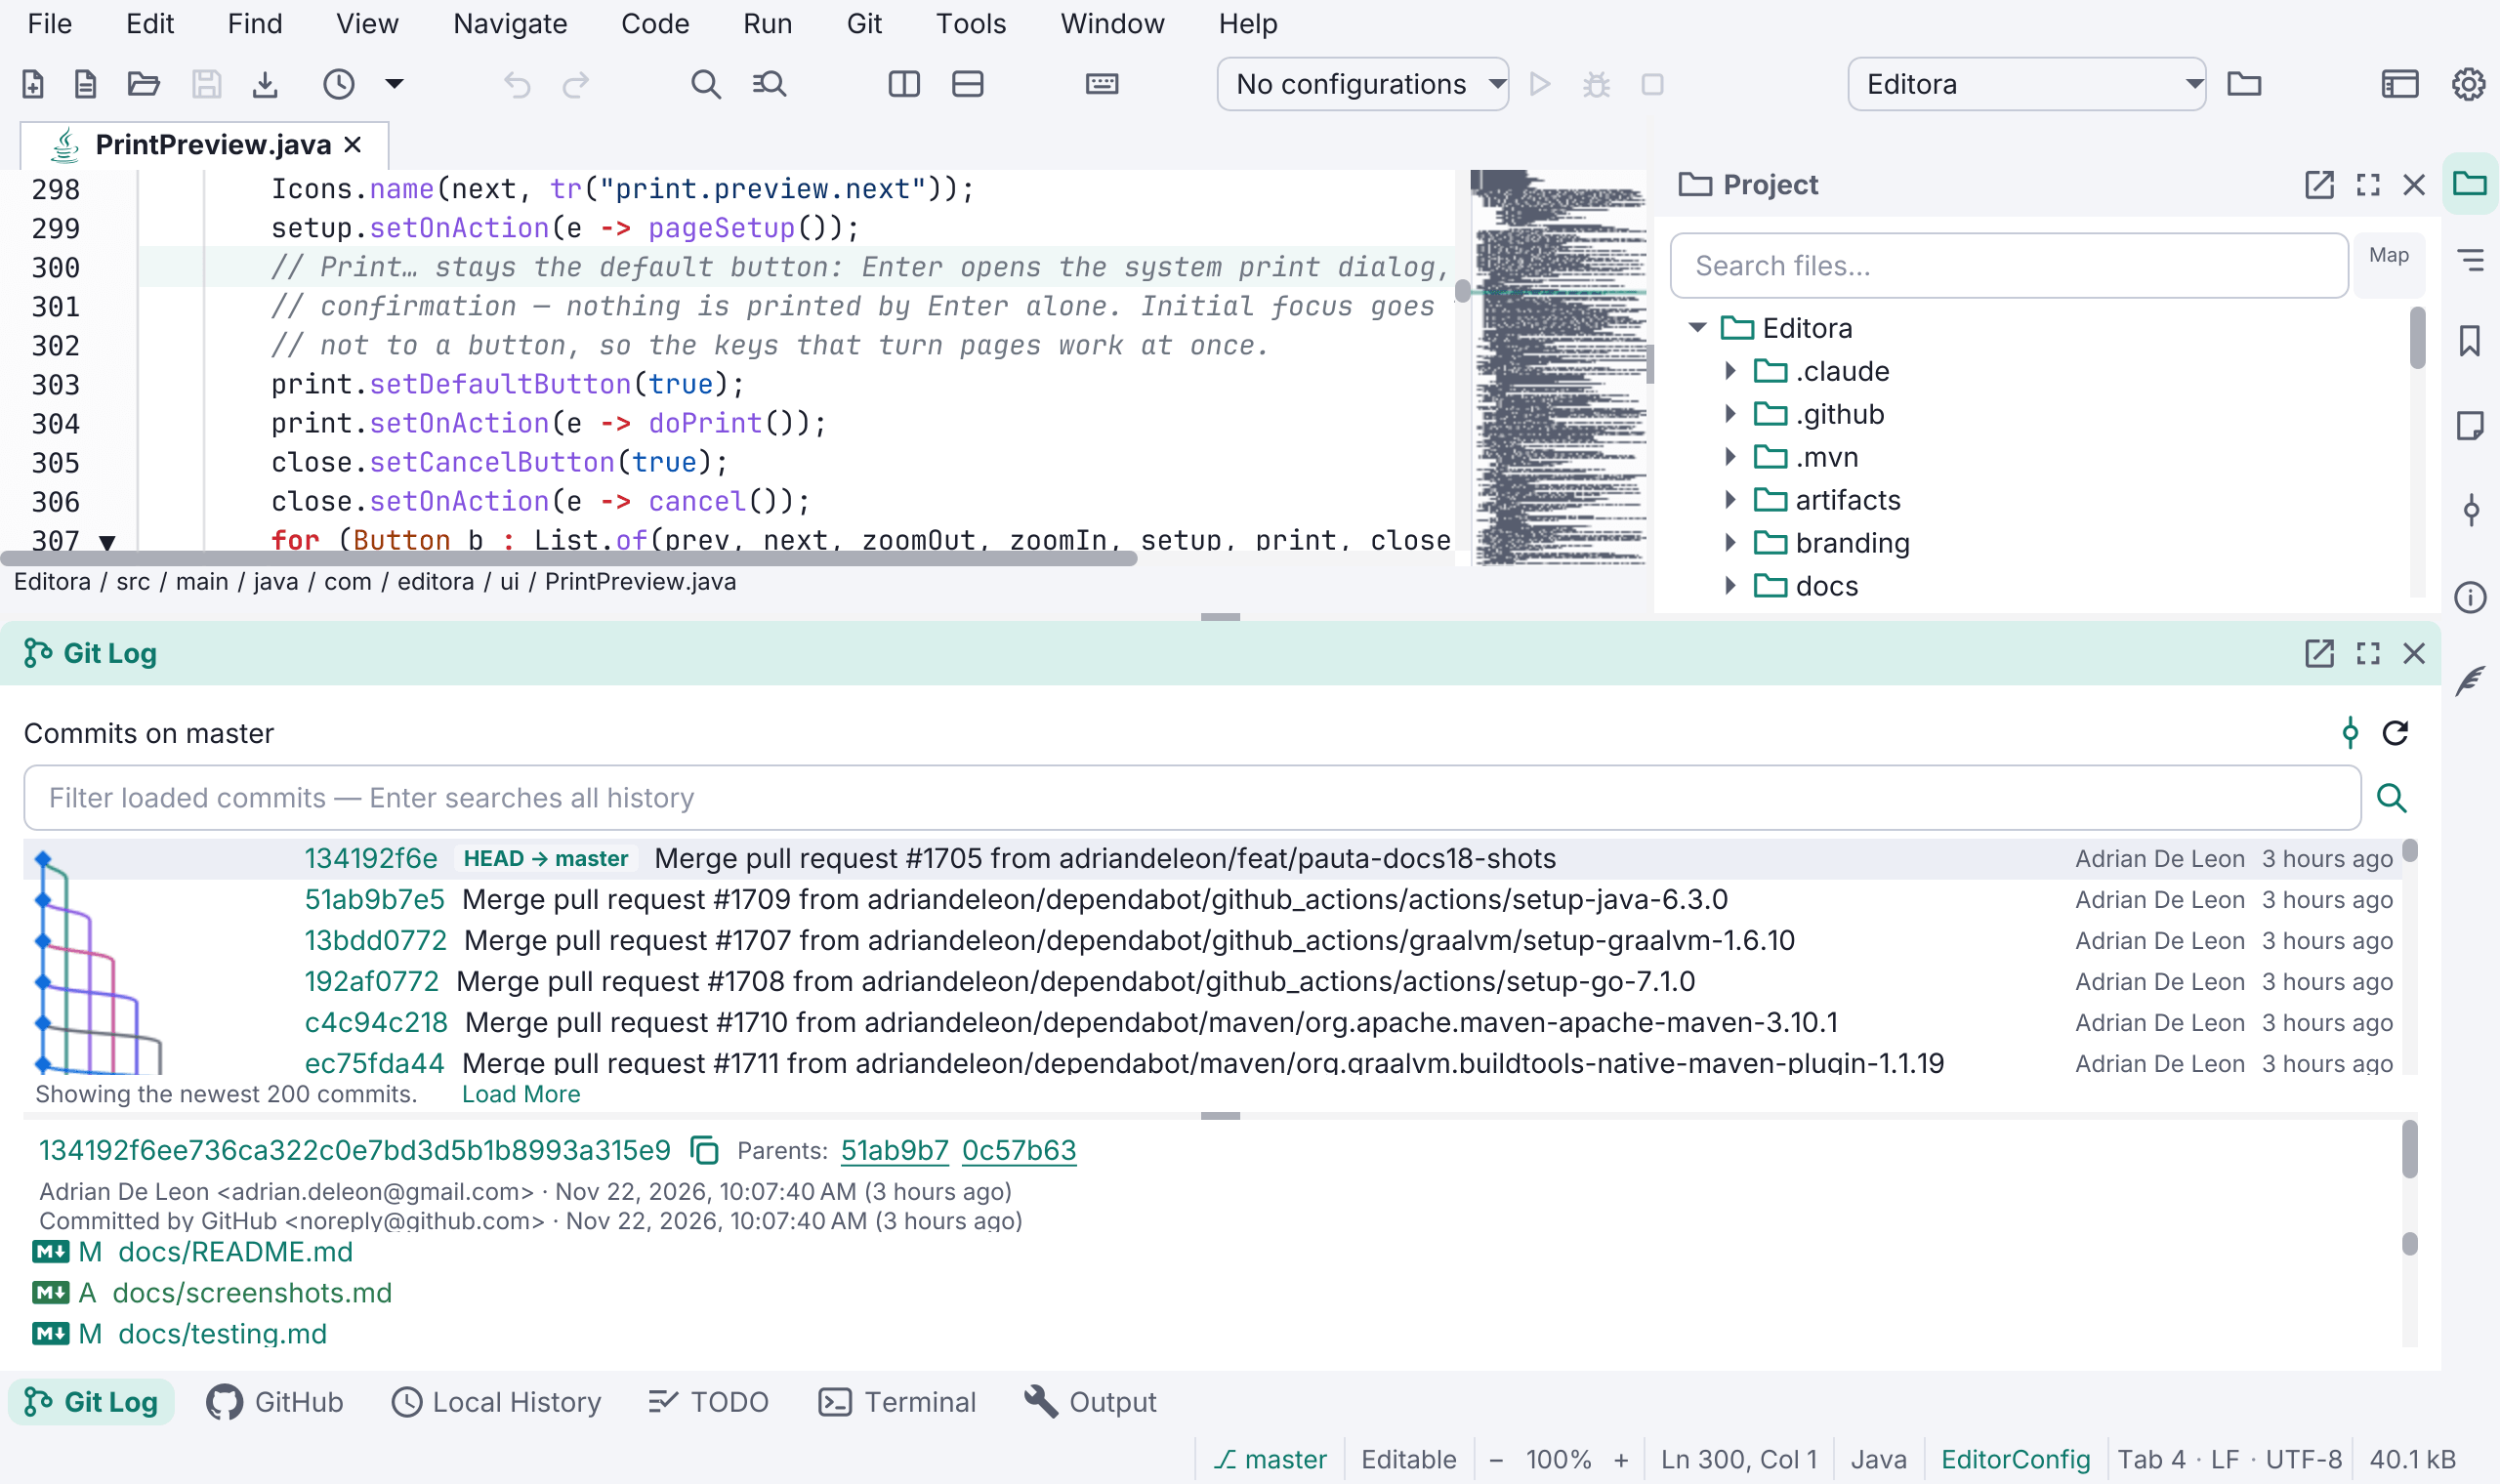 File Edit Find View Navigate Code Run Git Tools Window Help
No configurations Editora
PrintPreview.java
298 Icons.name(next, tr("print.preview.next"));
299 setup.setOnAction(e -> pageSetup());
300 // Print… stays the default button: Enter opens the system print dialog,
301 // confirmation — nothing is printed by Enter alone. Initial focus goes
302 // not to a button, so the keys that turn pages work at once.
303 print.setDefaultButton(true);
304 print.setOnAction(e -> doPrint());
305 close.setCancelButton(true);
306 close.setOnAction(e -> cancel());
307 for (Button b : List.of(prev, next, zoomOut, zoomIn, setup, print, close
Editora / src / main / java / com / editora / ui / PrintPreview.java
Project
Search files...
Map
Editora
.claude
.github
.mvn
artifacts
branding
docs
Git Log
Commits on master
Filter loaded commits — Enter searches all history
134192f6e HEAD → master Merge pull request #1705 from adriandeleon/feat/pauta-docs18-shots Adrian De Leon 3 hours ago
51ab9b7e5 Merge pull request #1709 from adriandeleon/dependabot/github_actions/actions/setup-java-6.3.0 Adrian De Leon 3 hours ago
13bdd0772 Merge pull request #1707 from adriandeleon/dependabot/github_actions/graalvm/setup-graalvm-1.6.10 Adrian De Leon 3 hours ago
192af0772 Merge pull request #1708 from adriandeleon/dependabot/github_actions/actions/setup-go-7.1.0 Adrian De Leon 3 hours ago
c4c94c218 Merge pull request #1710 from adriandeleon/dependabot/maven/org.apache.maven-apache-maven-3.10.1 Adrian De Leon 3 hours ago
ec75fda44 Merge pull request #1711 from adriandeleon/dependabot/maven/org.graalvm.buildtools-native-maven-plugin-1.1.19 Adrian De Leon 3 hours ago
Showing the newest 200 commits. Load More
134192f6ee736ca322c0e7bd3d5b1b8993a315e9 Parents: 51ab9b7 0c57b63
Adrian De Leon <adrian.deleon@gmail.com> · Nov 22, 2026, 10:07:40 AM (3 hours ago)
Committed by GitHub <noreply@github.com> · Nov 22, 2026, 10:07:40 AM (3 hours ago)
M docs/README.md
A docs/screenshots.md
M docs/testing.md
Git Log GitHub Local History TODO Terminal Output
master Editable − 100% + Ln 300, Col 1 Java EditorConfig Tab 4 · LF · UTF-8 40.1 kB